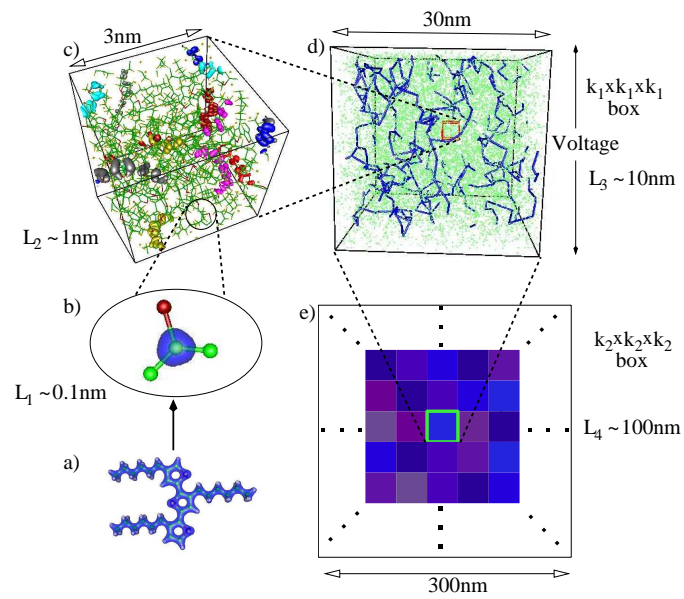 c)
3nm
L₂ ~ 1nm
d)
30nm
k₁xk₁xk₁
box
Voltage
L₃ ~ 10nm
b)
L₁ ~ 0.1nm
a)
e)
k₂xk₂xk₂
box
L₄ ~ 100nm
300nm